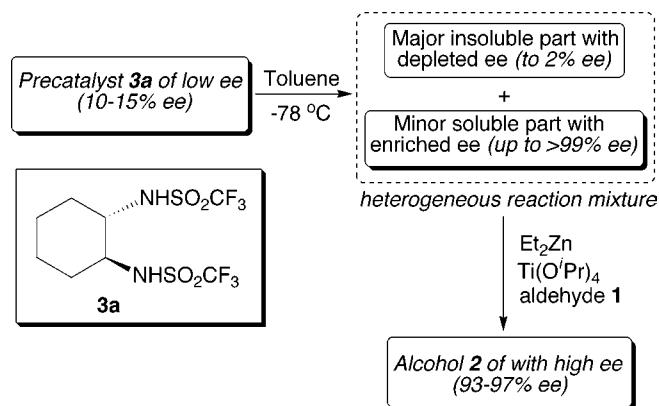 Precatalyst 3a of low ee
(10-15% ee)
Toluene
-78 °C
Major insoluble part with
depleted ee (to 2% ee)
+
Minor soluble part with
enriched ee (up to >99% ee)
heterogeneous reaction mixture
NHSO₂CF₃
NHSO₂CF₃
3a
Et₂Zn
Ti(OⁱPr)₄
aldehyde 1
Alcohol 2 of with high ee
(93-97% ee)